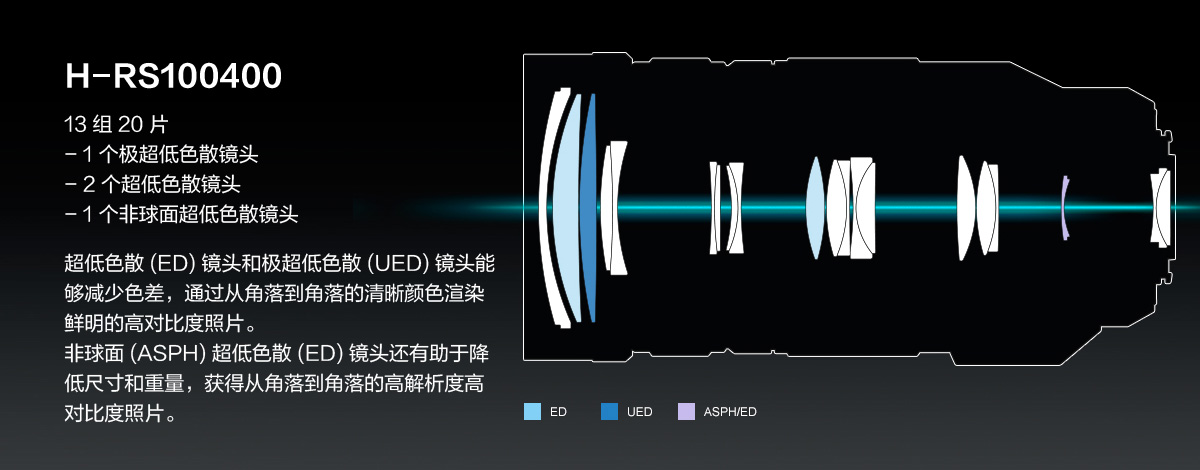 H-RS100400
13 组 20 片
- 1 个极超低色散镜头
- 2 个超低色散镜头
- 1 个非球面超低色散镜头
超低色散 (ED) 镜头和极超低色散 (UED) 镜头能
够减少色差，通过从角落到角落的清晰颜色渲染
鲜明的高对比度照片。
非球面 (ASPH) 超低色散 (ED) 镜头还有助于降
低尺寸和重量，获得从角落到角落的高解析度高
对比度照片。
ED UED ASPH/ED